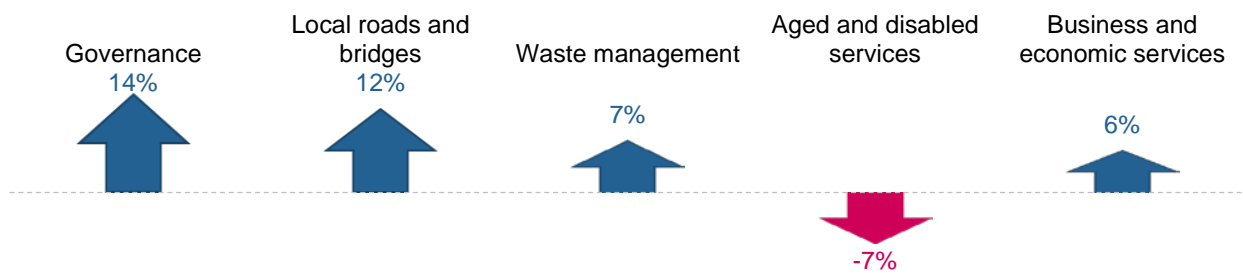 Governance
14%
Local roads and
bridges
12%
Waste management
7%
Aged and disabled
services
-7%
Business and
economic services
6%